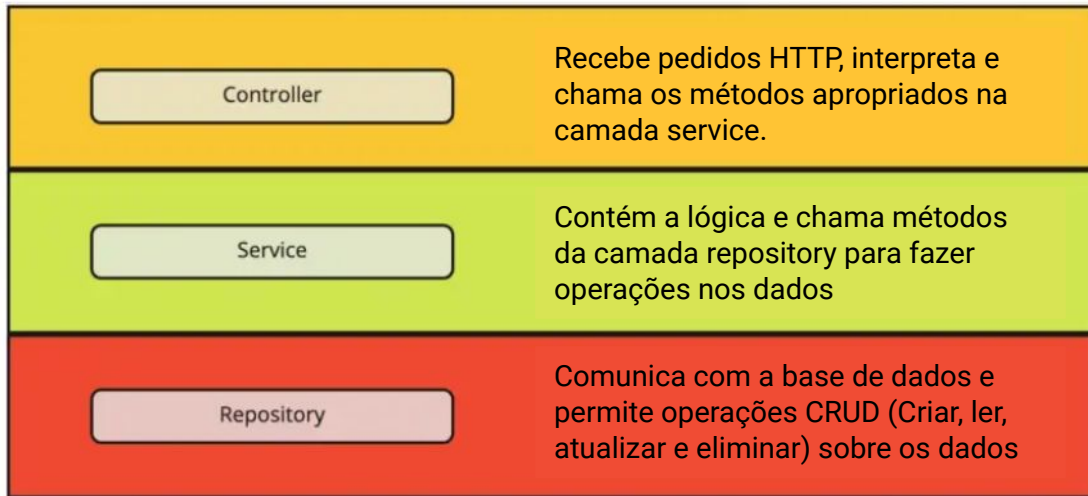 Controller
Recebe pedidos HTTP, interpreta e
chama os métodos apropriados na
camada service.
Service
Contém a lógica e chama métodos
da camada repository para fazer
operações nos dados
Repository
Comunica com a base de dados e
permite operações CRUD (Criar, ler,
atualizar e eliminar) sobre os dados